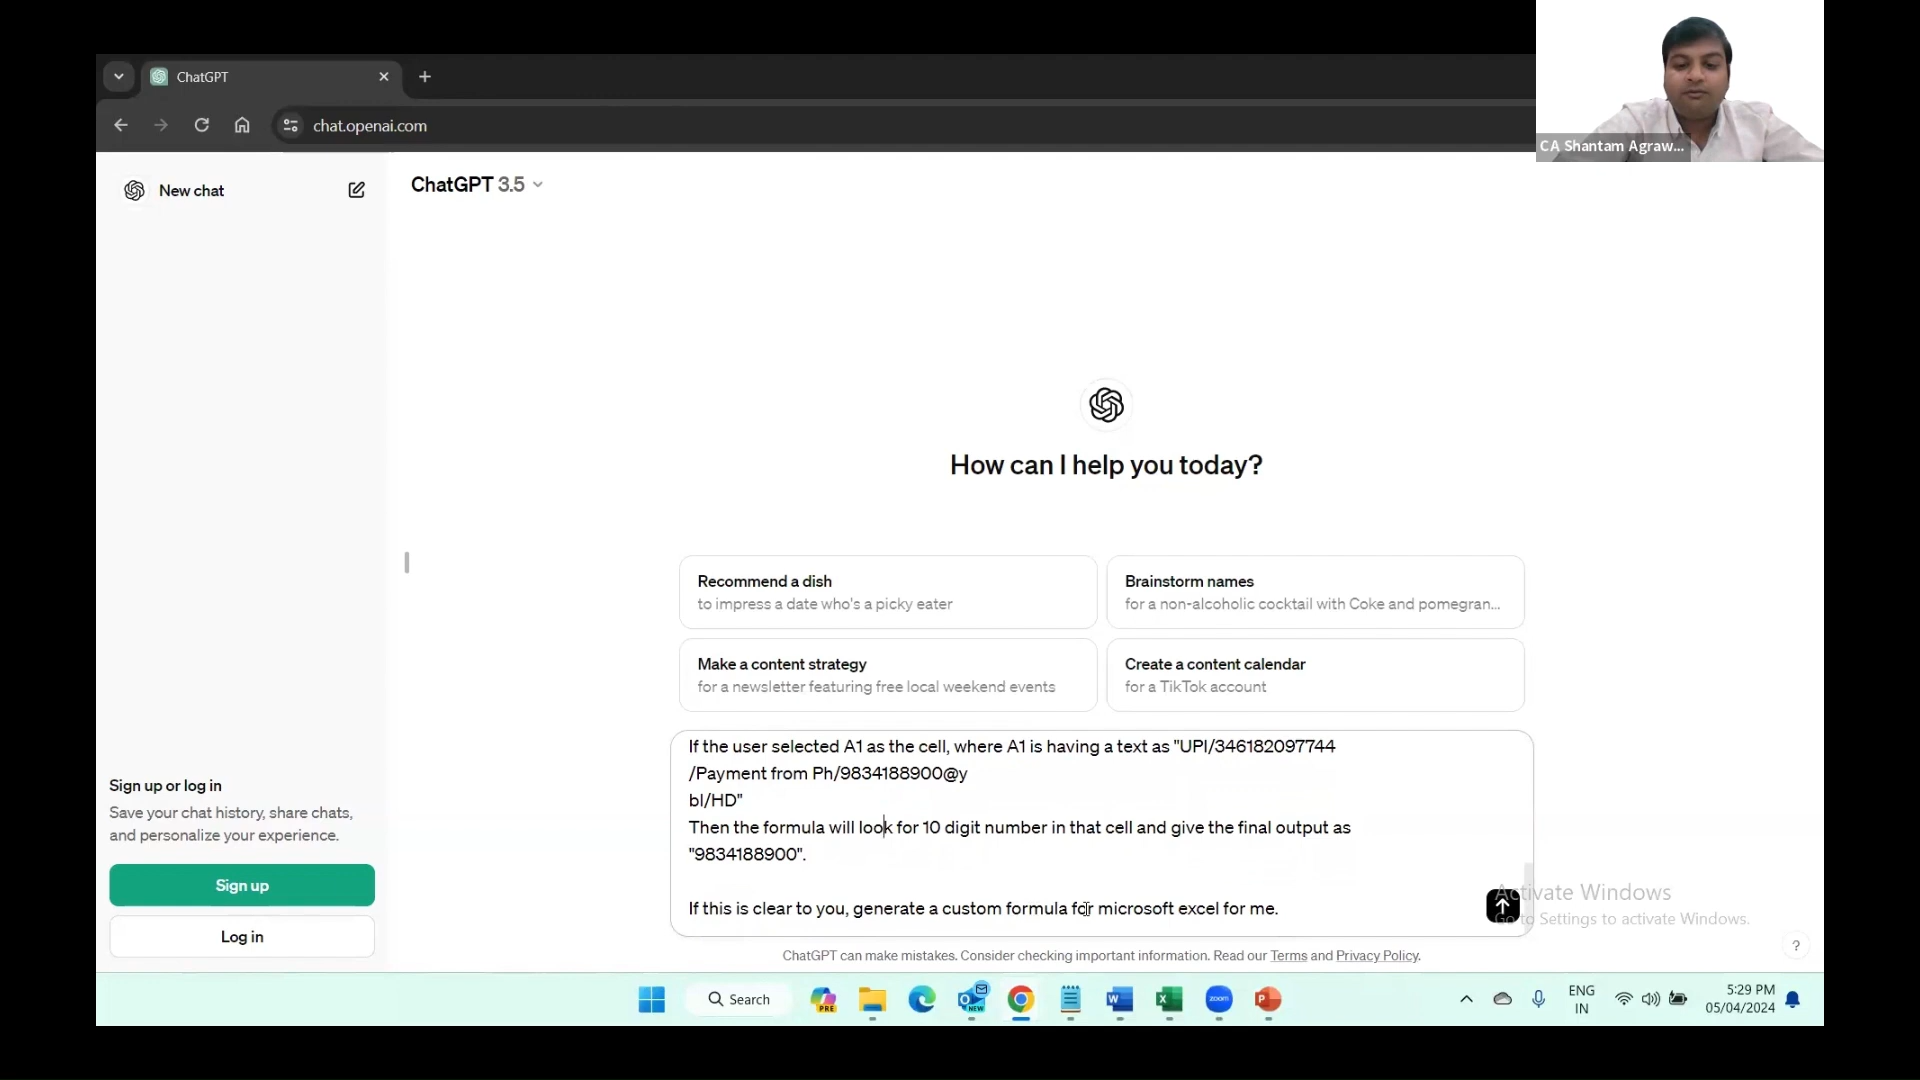 ChatGPT
chat.openai.com
CA Shantam Agraw...
New chat
ChatGPT 3.5
How can I help you today?
Recommend a dish
to impress a date who's a picky eater
Brainstorm names
for a non-alcoholic cocktail with Coke and pomegran...
Make a content strategy
for a newsletter featuring free local weekend events
Create a content calendar
for a TikTok account
If the user selected A1 as the cell, where A1 is having a text as "UPI/346182097744
/Payment from Ph/9834188900@y
bl/HD"
Then the formula will look for 10 digit number in that cell and give the final output as
"9834188900".
If this is clear to you, generate a custom formula for microsoft excel for me.
Sign up or log in
Save your chat history, share chats,
and personalize your experience.
Sign up
Log in
Activate Windows
Go to Settings to activate Windows.
ChatGPT can make mistakes. Consider checking important information. Read our Terms and Privacy Policy.
?
Search
PRE
NEW
zoom
ENG
IN
5:29 PM
05/04/2024